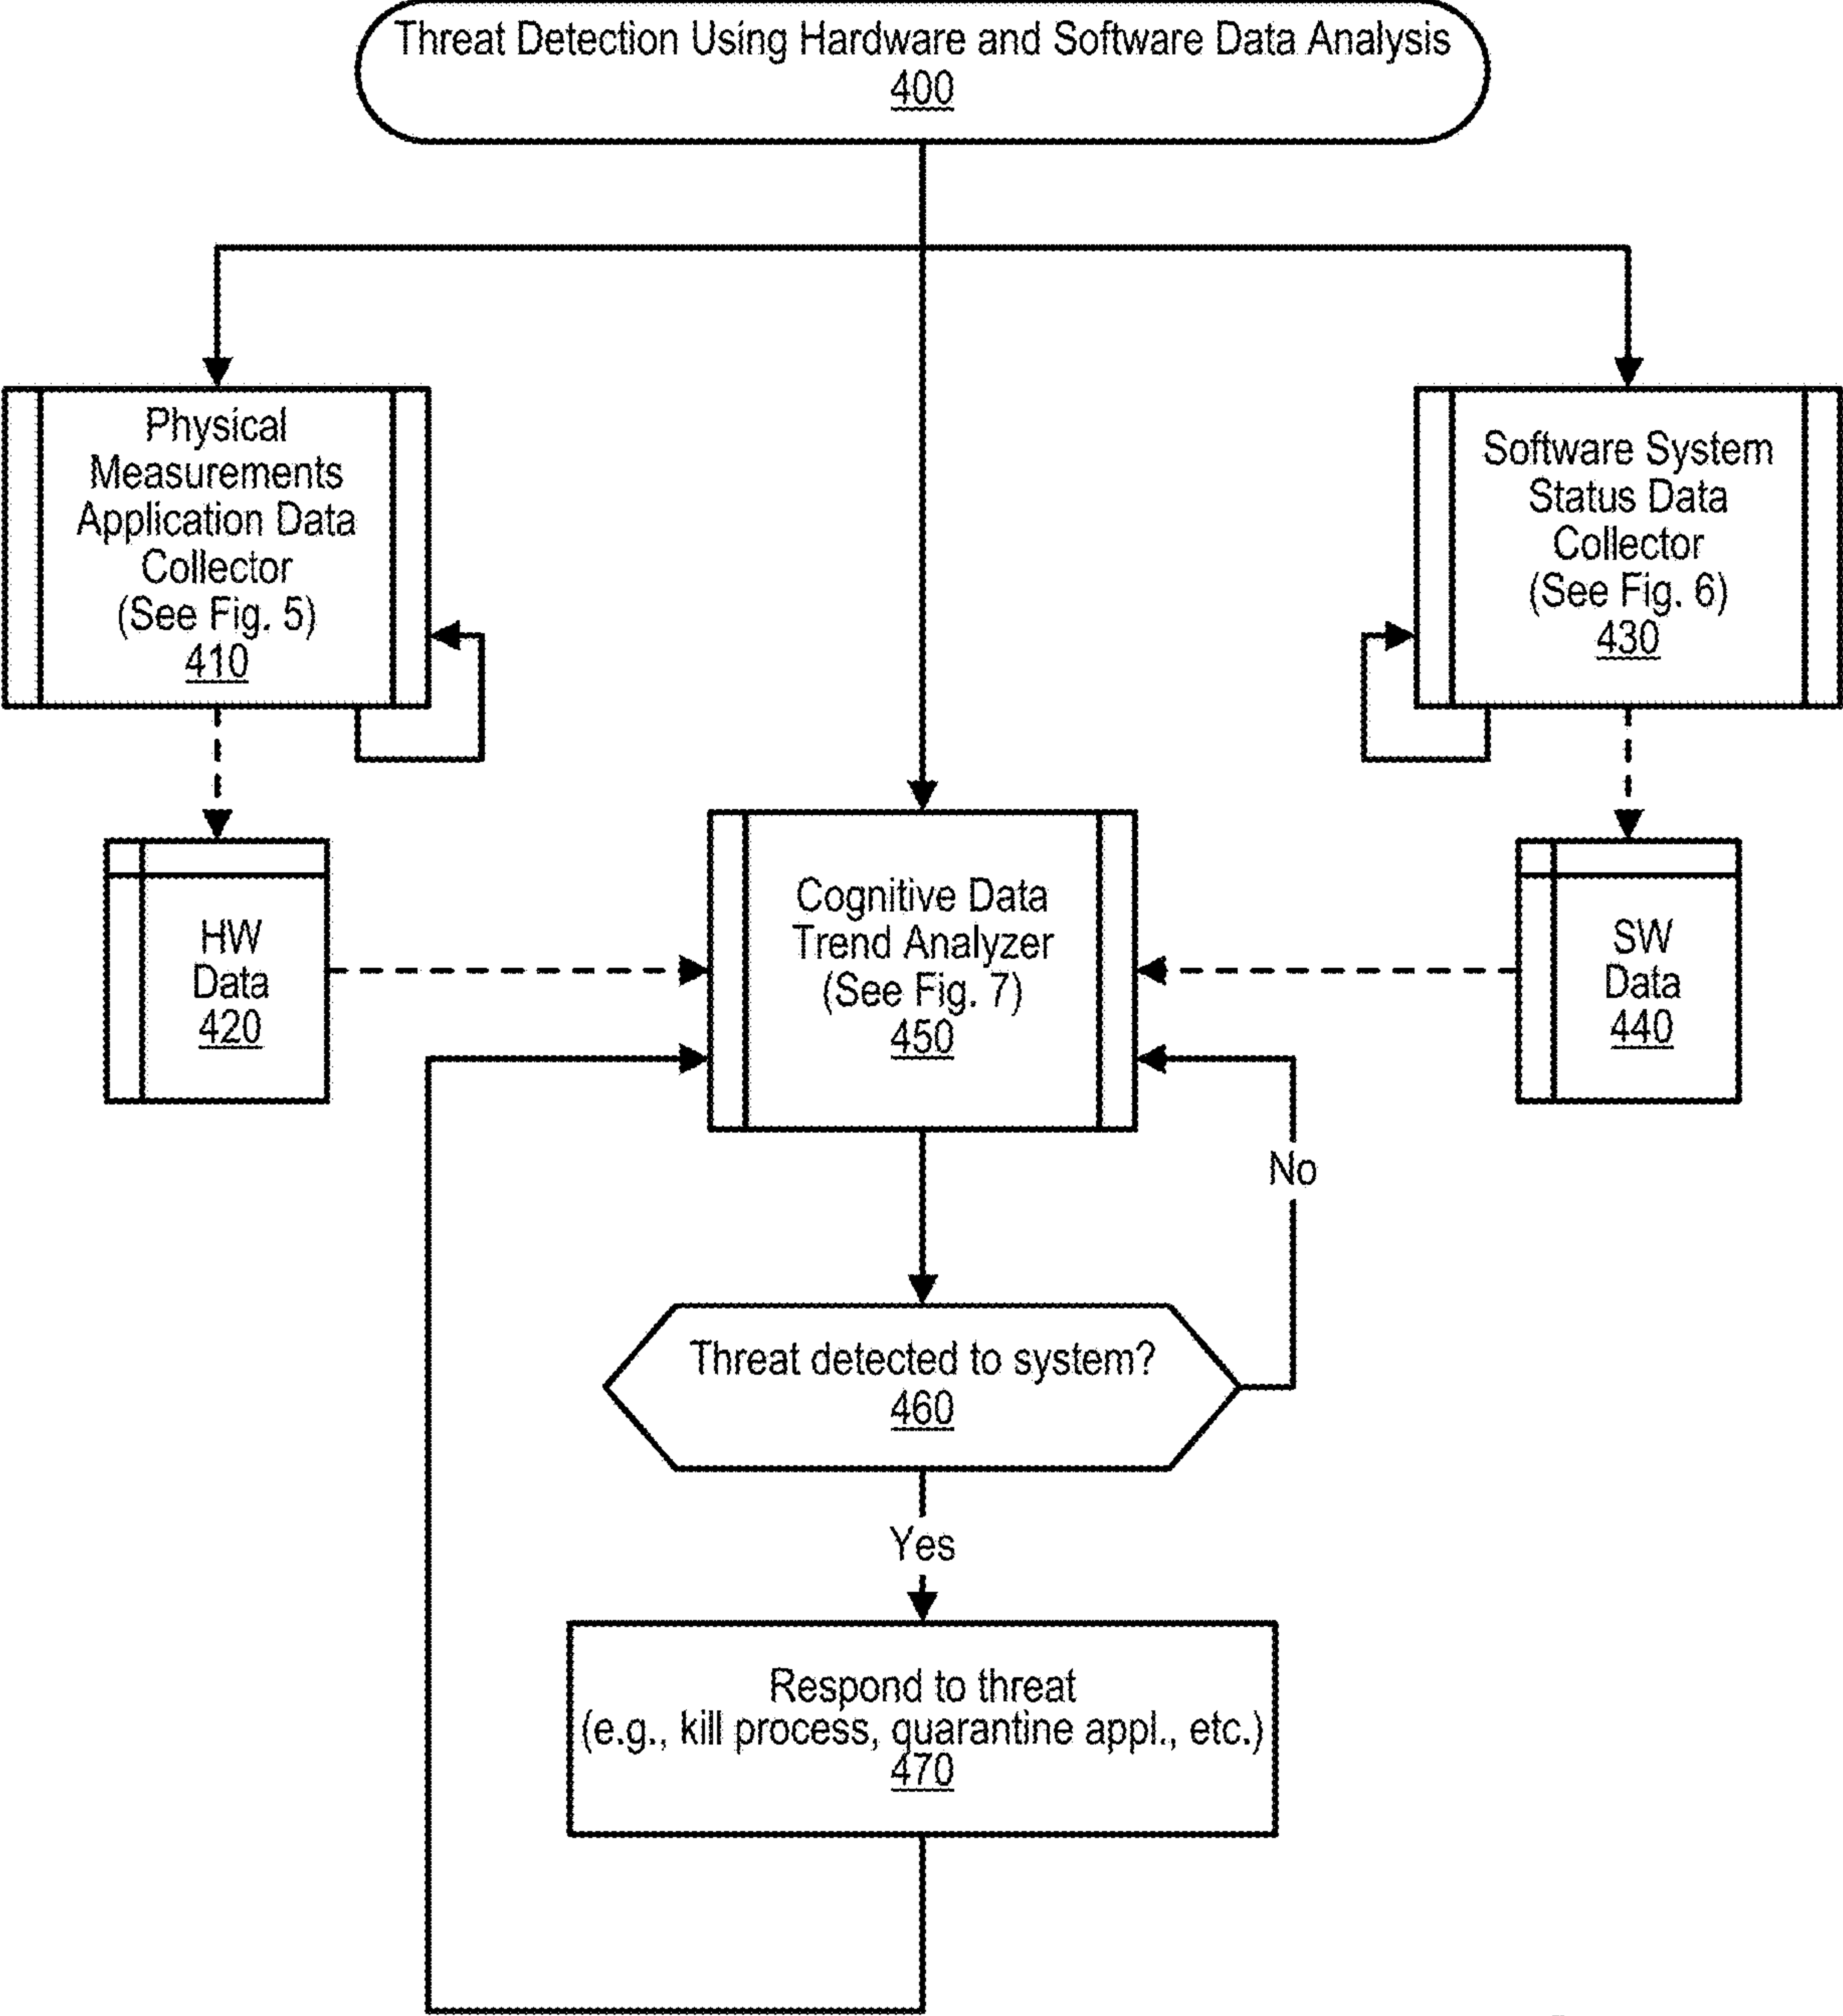 Threat Detection Using Hardware and Software Data Analysis
400
Physical
Measurements
Application Data
Collector
(See Fig. 5)
410
Software System
Status Data
Collector
(See Fig. 6)
430
HW
Data
420
Cognitive Data
Trend Analyzer
(See Fig. 7)
450
SW
Data
440
No
Threat detected to system?
460
Yes
Respond to threat
(e.g., kill process, quarantine appl., etc.)
470